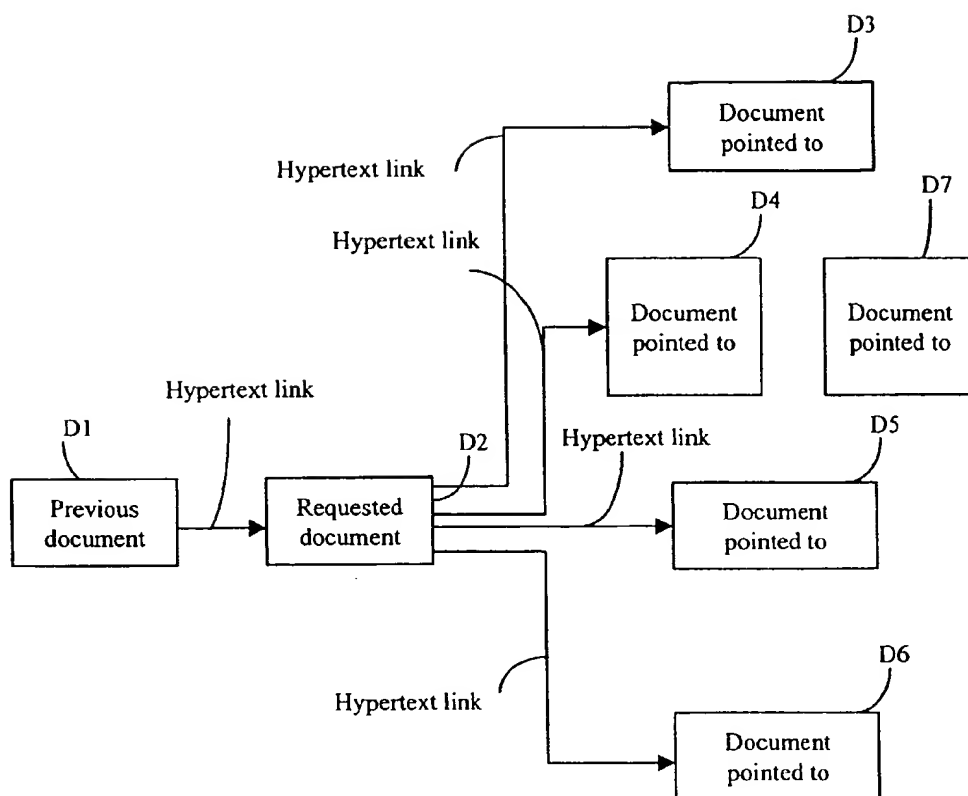 D3
Document
pointed to
Hypertext link
D4
D7
Hypertext link
Document
pointed to
Document
pointed to
Hypertext link
D1
D2
Hypertext link
D5
Previous
document
Requested
document
Document
pointed to
D6
Hypertext link
Document
pointed to